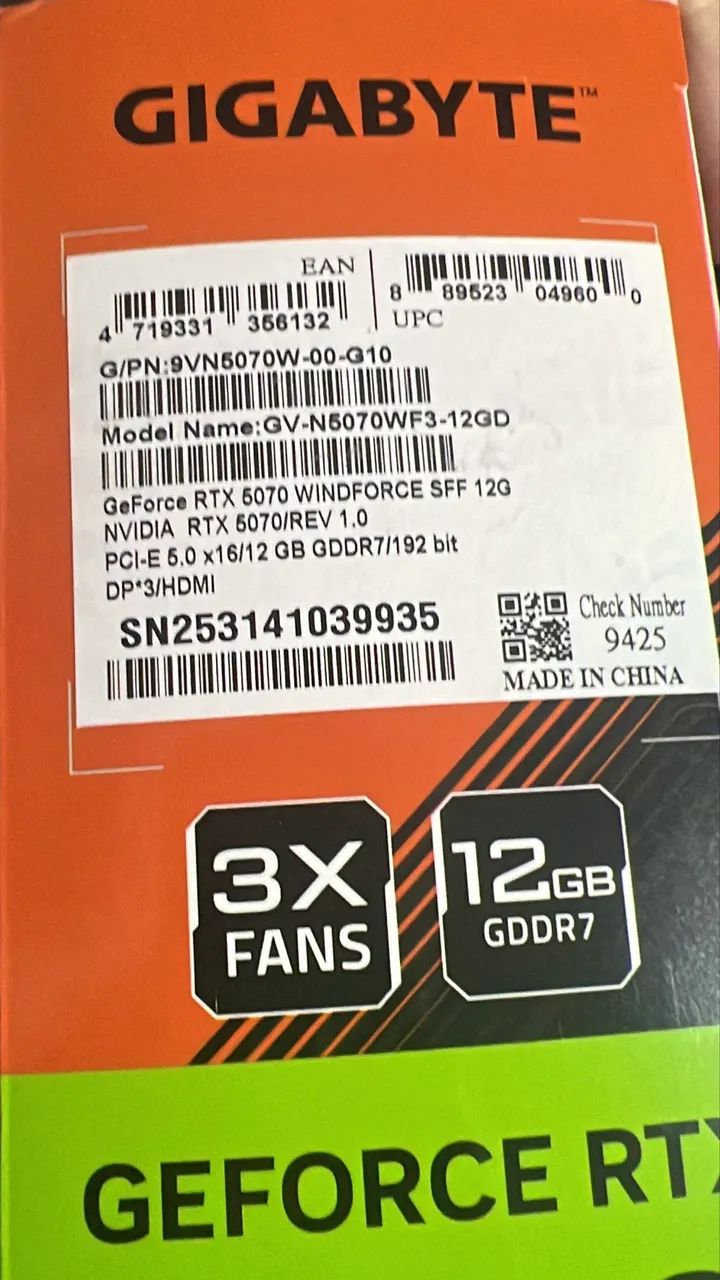 GIGABYTE™
EAN
4 719331 356132
8 89523 04960 0
UPC
G/PN:9VN5070W-00-G10
Model Name:GV-N5070WF3-12GD
GeForce RTX 5070 WINDFORCE SFF 12G
NVIDIA RTX 5070/REV 1.0
PCI-E 5.0 x16/12 GB GDDR7/192 bit
DP*3/HDMI
SN253141039935
Check Number
9425
MADE IN CHINA
3X
FANS
12GB
GDDR7
GEFORCE RTX